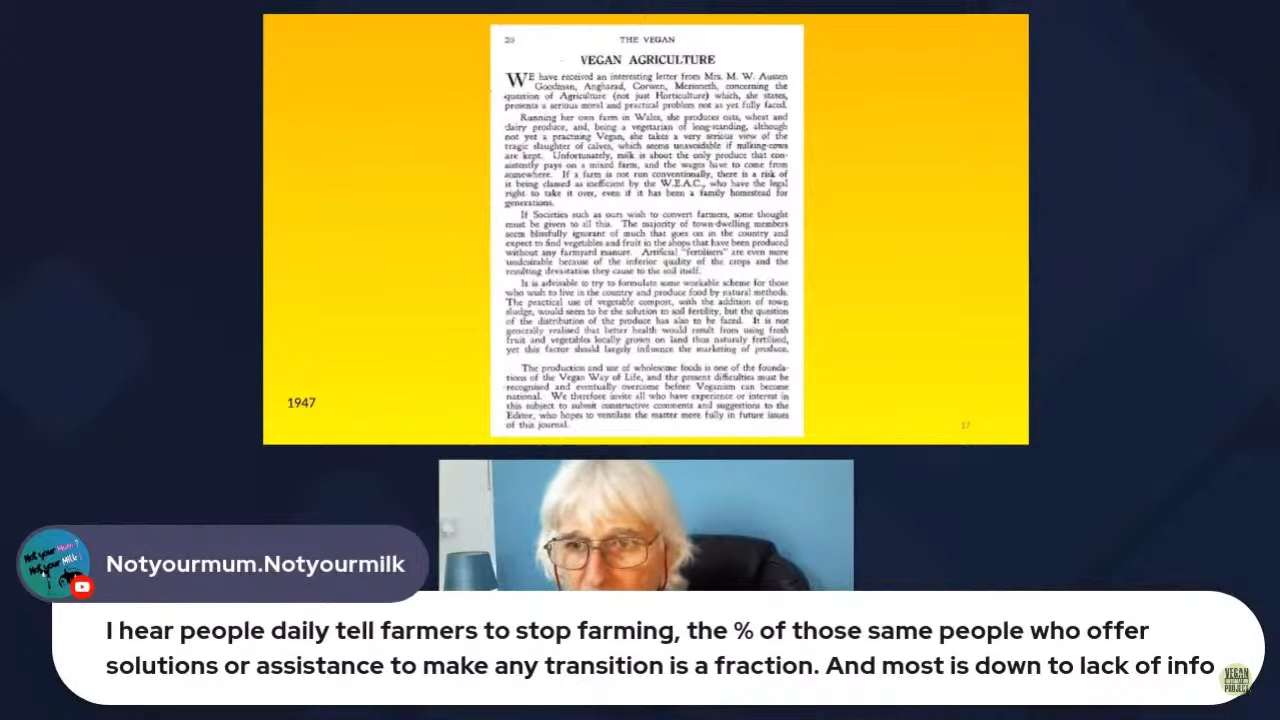 20 THE VEGAN
VEGAN AGRICULTURE
WE have received an interesting letter from Mrs. M. W. Austen
Goodman, Angharad, Corwen, Merioneth, concerning the
question of Agriculture (not just Horticulture) which, she states,
presents a serious moral and practical problem not as yet fully faced.
Running her own farm in Wales, she produces oats, wheat and
dairy produce, and, being a vegetarian of long-standing, although
not yet a practising Vegan, she takes a very serious view of the
tragic slaughter of calves, which seems unavoidable if milking-cows
are kept. Unfortunately, milk is about the only produce that con-
sistently pays on a mixed farm, and the wages have to come from
somewhere. If a farm is not run conventionally, there is a risk of
it being classed as inefficient by the W.E.A.C., who have the legal
right to take it over, even if it has been a family homestead for
generations.
If Societies such as ours wish to convert farmers, some thought
must be given to all this. The majority of town-dwelling members
seem blissfully ignorant of much that goes on in the country and
expect to find vegetables and fruit in the shops that have been produced
without any farmyard manure. Artificial "fertilisers" are even more
undesirable because of the inferior quality of the crops and the
resulting devastation they cause to the soil itself.
It is advisable to try to formulate some workable scheme for those
who wish to live in the country and produce food by natural methods.
The practical use of vegetable compost, with the addition of town
sludge, would seem to be the solution to soil fertility, but the question
of the distribution of the produce has also to be faced. It is not
generally realised that better health would result from using fresh
fruit and vegetables locally grown on land thus naturaly fertilised,
yet this factor should largely influence the marketing of produce.
The production and use of wholesome foods is one of the founda-
tions of the Vegan Way of Life, and the present difficulties must be
recognised and eventually overcome before Veganism can become
national. We therefore invite all who have experience or interest in
this subject to submit constructive comments and suggestions to the
Editor, who hopes to ventilate the matter more fully in future issues
of this journal.
1947
17
Not your Mum?
Not your Milk!
Notyourmum.Notyourmilk
I hear people daily tell farmers to stop farming, the % of those same people who offer
solutions or assistance to make any transition is a fraction. And most is down to lack of info
VEGAN
PROJECT